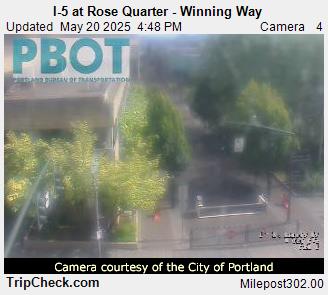 I-5 at Rose Quarter - Winning Way
Updated May 20 2025 4:48 PM Camera 4
PBOT
PORTLAND BUREAU OF TRANSPORTATION
Camera courtesy of the City of Portland
TripCheck.com Milepost302.00